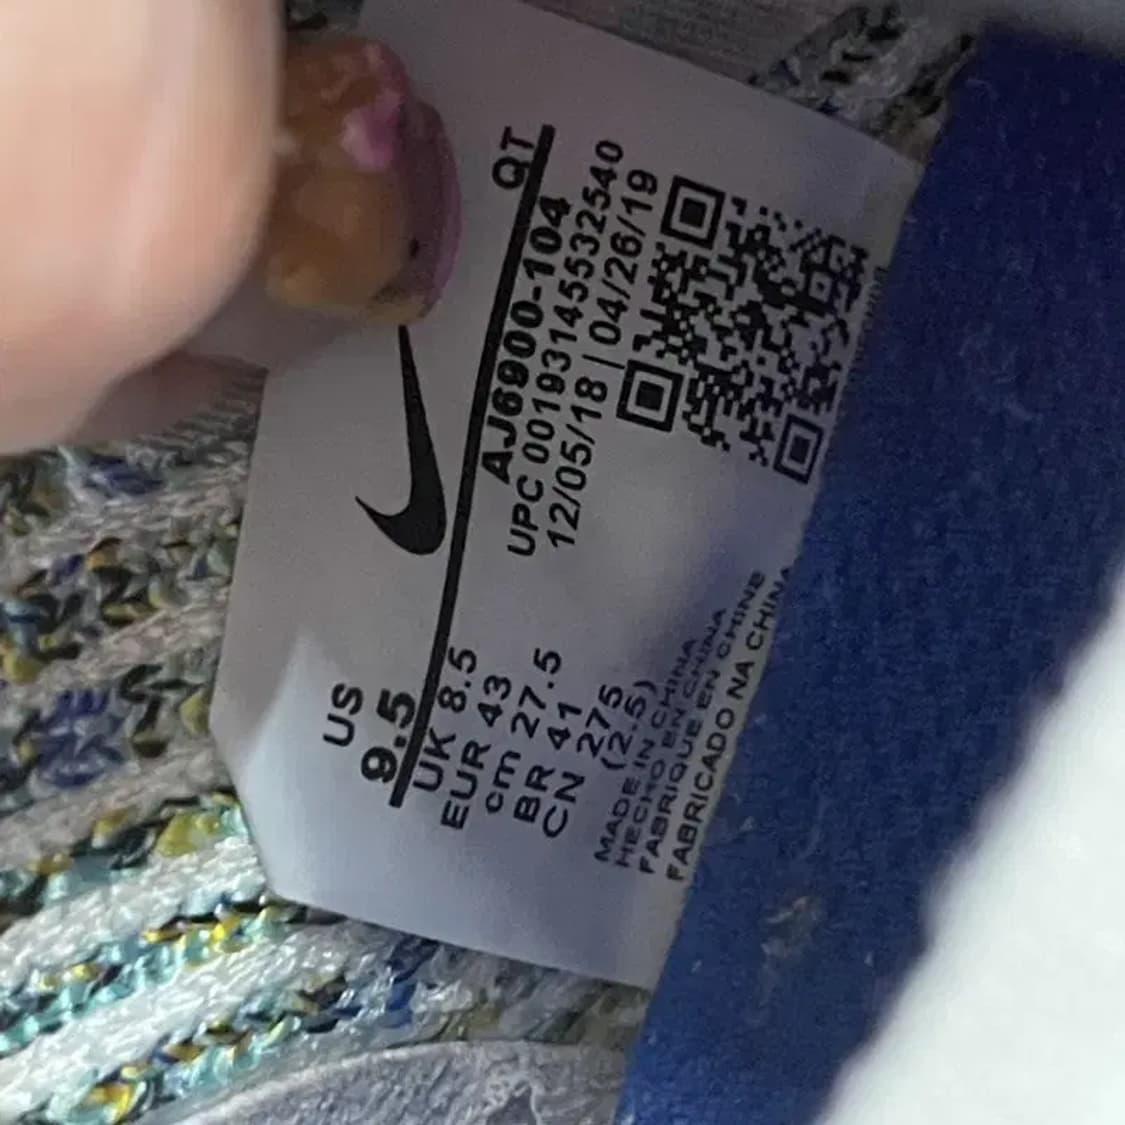 US
9.5
QT
UK 8.5
EUR 43
cm 27.5
BR 41
CN 275
(2.5)
AJ6900-104
UPC 00193145532540
12/05/18 | 04/26/19
MADE IN CHINA
HECHO EN CHINA
FABRIQUE EN CHINE
FABRICADO NA CHINA